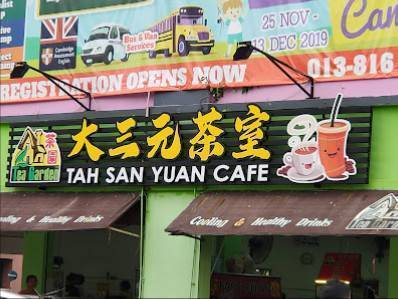 25 NOV -
13 DEC 2019
Bus & Van
Services
REGISTRATION OPENS NOW
013-816
茶園
Tea Garden
大三元茶室
TAH SAN YUAN CAFE
Cooling & Healthy Drinks
Cooling & Healthy Drinks